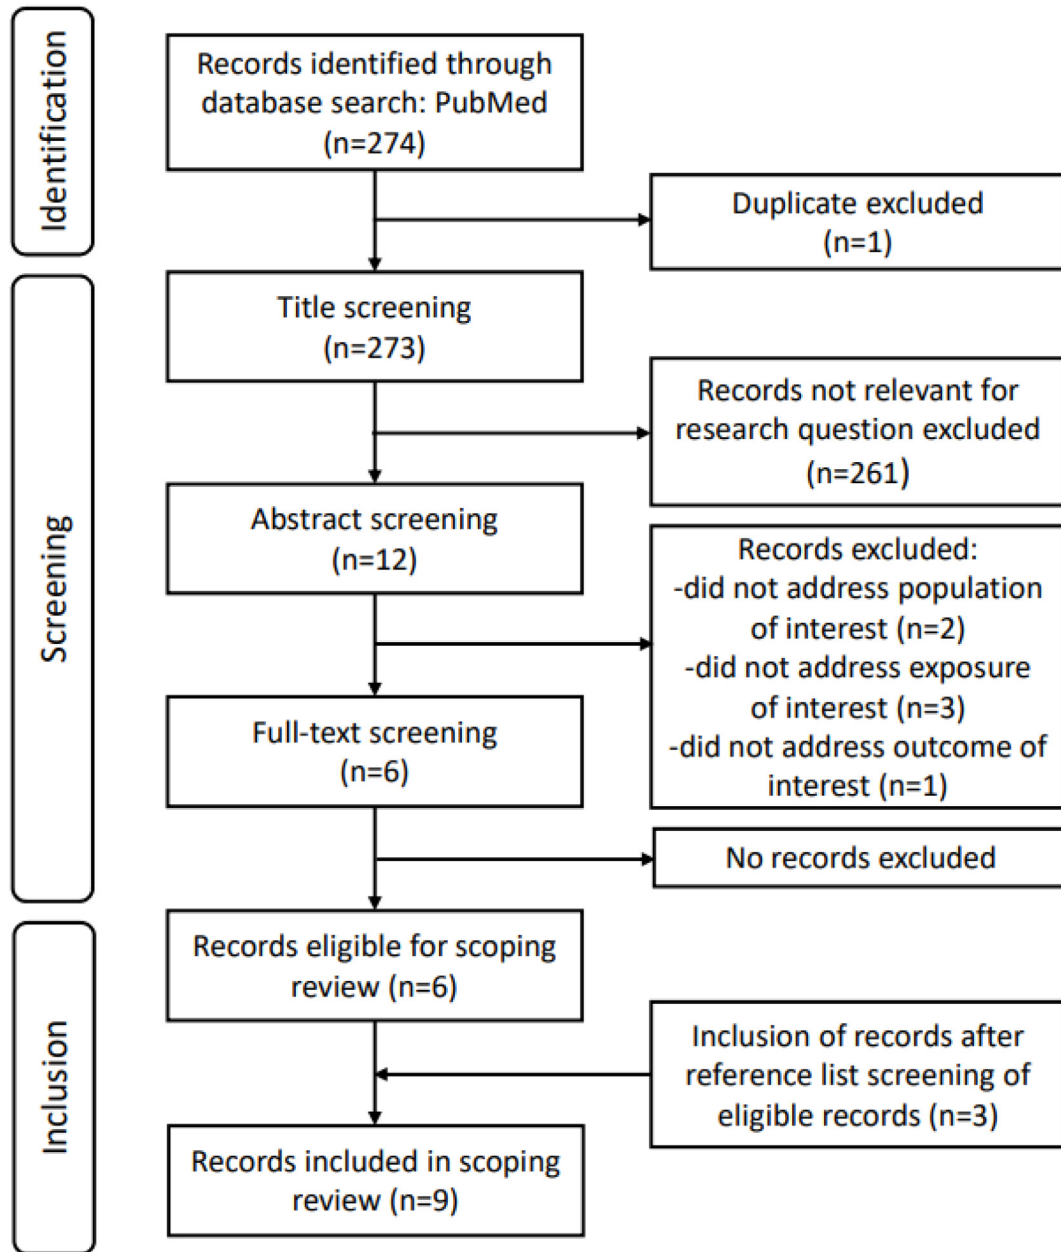 Identification
Records identified through
database search: PubMed
(n=274)
Duplicate excluded
(n=1)
Screening
Title screening
(n=273)
Records not relevant for
research question excluded
(n=261)
Abstract screening
(n=12)
Records excluded:
-did not address population
of interest (n=2)
-did not address exposure
of interest (n=3)
-did not address outcome of
interest (n=1)
Full-text screening
(n=6)
No records excluded
Inclusion
Records eligible for scoping
review (n=6)
Inclusion of records after
reference list screening of
eligible records (n=3)
Records included in scoping
review (n=9)